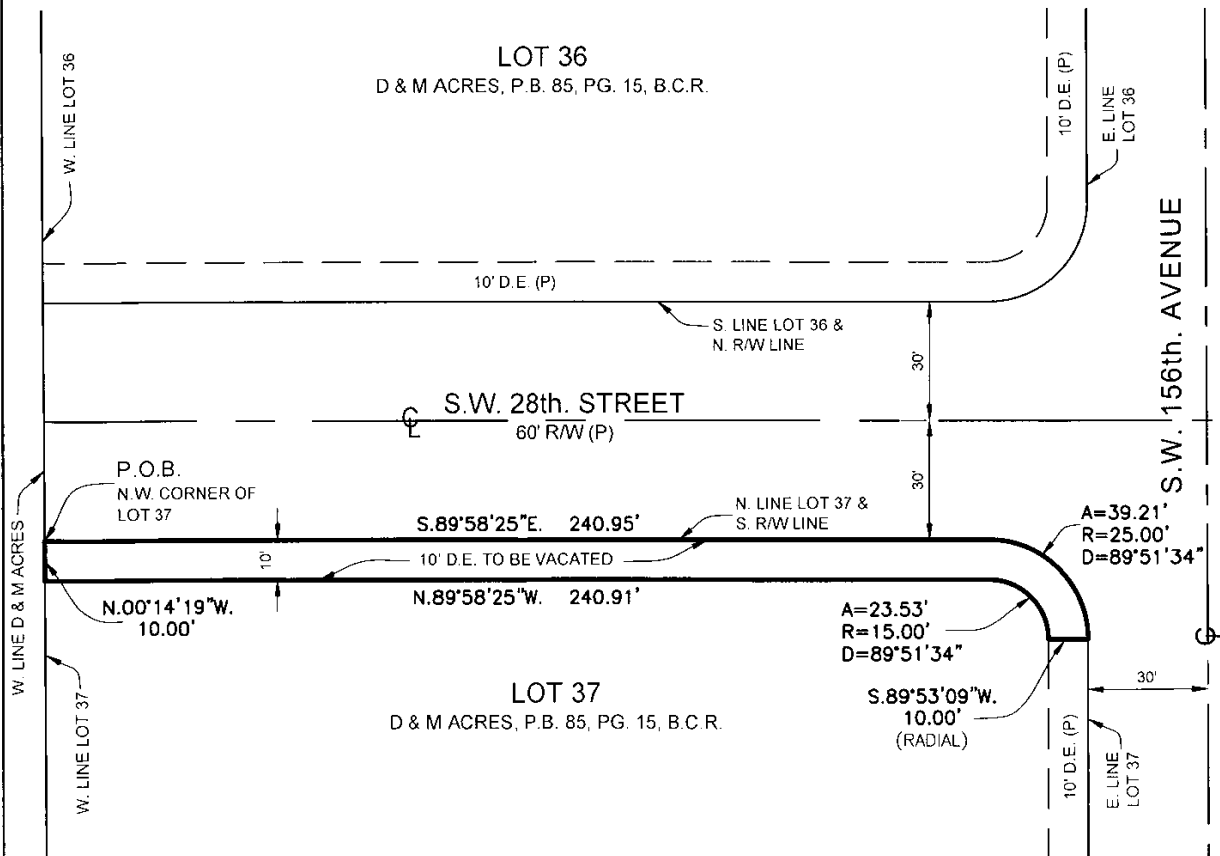 LOT 36
D & M ACRES, P.B. 85, PG. 15, B.C.R.
W. LINE LOT 36
10' D.E. (P)
E. LINE
LOT 36
S.W. 156th. AVENUE
10' D.E. (P)
S. LINE LOT 36 &
N. R/W LINE
30'
S.W. 28th. STREET
60' R/W (P)
℄
30'
P.O.B.
N.W. CORNER OF
LOT 37
W. LINE D & M ACRES
N. LINE LOT 37 &
S. R/W LINE
S.89°58'25"E. 240.95'
A=39.21'
R=25.00'
D=89°51'34"
10'
10' D.E. TO BE VACATED
N.00°14'19"W.
10.00'
N.89°58'25"W. 240.91'
A=23.53'
R=15.00'
D=89°51'34"
℄
S.89°53'09"W.
10.00'
(RADIAL)
30'
LOT 37
D & M ACRES, P.B. 85, PG. 15, B.C.R.
W. LINE LOT 37
10' D.E. (P)
E. LINE
LOT 37